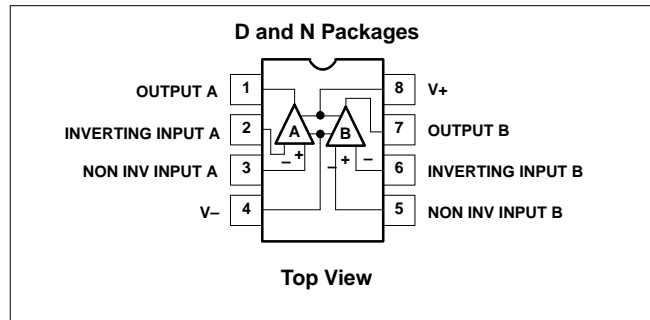 D and N Packages
OUTPUT A 1 8 V+
INVERTING INPUT A 2 7 OUTPUT B
A B
NON INV INPUT A 3 – + – + – 6 INVERTING INPUT B
V– 4 5 NON INV INPUT B
Top View